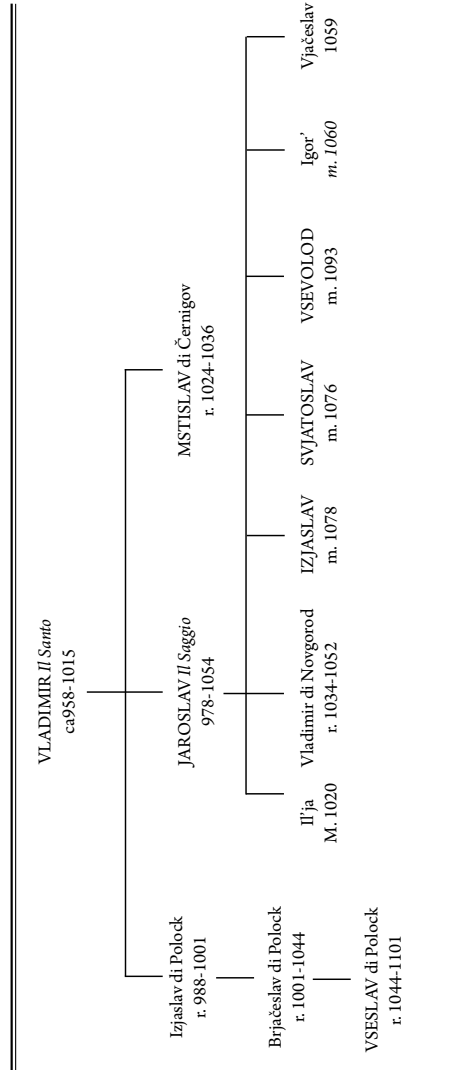 VLADIMIR Il Santo
ca958-1015
Izjaslav di Polock
r. 988-1001
JAROSLAV Il Saggio
978-1054
MSTISLAV di Černigov
r. 1024-1036
Brjačeslav di Polock
r. 1001-1044
Il'ja
M. 1020
Vladimir di Novgorod
r. 1034-1052
IZJASLAV
m. 1078
SVJATOSLAV
m. 1076
VSEVOLOD
m. 1093
Igor'
m. 1060
Vjačeslav
1059
VSESLAV di Polock
r. 1044-1101